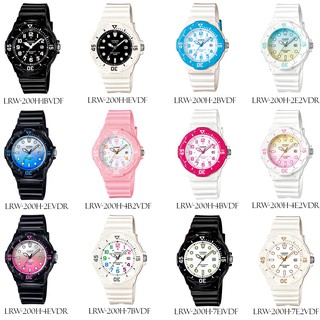 LRW-200H-1BVDF
LRW-200H-1EVDF
LRW-200H-2BVDF
LRW-200H-2E2VDR
LRW-200H-2EVDR
LRW-200H-4B2VDF
LRW-200H-4BVDF
LRW-200H-4E2VDR
LRW-200H-4EVDR
LRW-200H-7BVDF
LRW-200H-7E1VDF
LRW-200H-7E2VDF